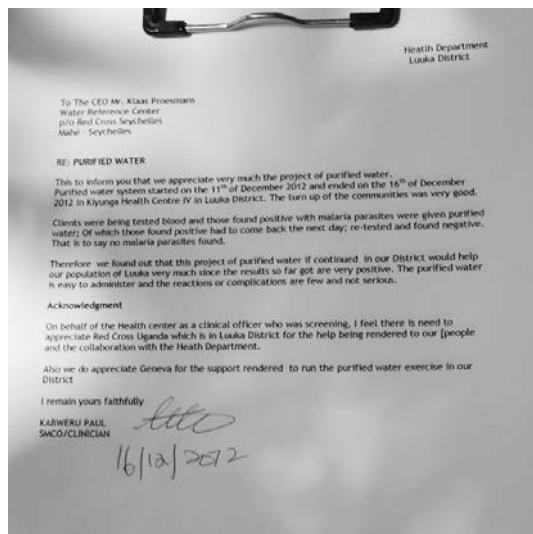 Heatlh Department
Luuka District
To The CEO Mr. Klaas Proesmans
Water Reference Center
p/o Red Cross Seychelles
Mahé - Seychelles
RE: PURIFIED WATER
This to inform you that we appreciate very much the project of purified water.
Purified water system started on the 11th of December 2012 and ended on the 16th of December
2012 in Kiyunga Health Centre IV in Luuka District. The turn up of the communities was very good.
Clients were being tested blood and those found positive with malaria parasites were given purified
water; Of which those found positive had to come back the next day; re-tested and found negative.
That is to say no malaria parasites found.
Therefore we found out that this project of purified water if continued in our District would help
our population of Luuka very much since the results so far got are very positive. The purified water
is easy to administer and the reactions or complications are few and not serious.
Acknowledgment
On behalf of the Health center as a clinical officer who was screening, I feel there is need to
appreciate Red Cross Uganda which is in Luuka District for the help being rendered to our [people
and the collaboration with the Heath Department.
Also we do appreciate Geneva for the support rendered to run the purified water exercise in our
District
I remain yours faithfully
KABWERU PAUL
SMCO/CLINICIAN
16/12/2012